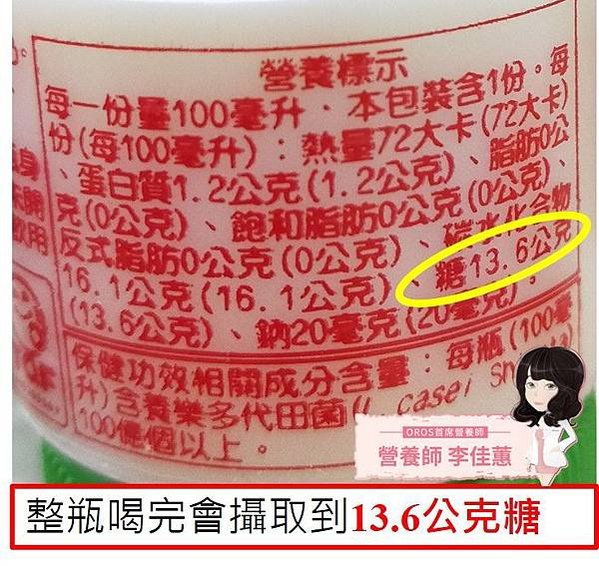 營養標示
每一份量100毫升，本包裝含1份。每
份(每100毫升)：熱量72大卡(72大卡)
、蛋白質1.2公克(1.2公克)、脂肪0公
克(0公克)、飽和脂肪0公克(0公克)、
反式脂肪0公克(0公克)、碳水化合物
16.1公克(16.1公克)、糖13.6公克
(13.6公克)、鈉20毫克(20毫克)。
保健功效相關成分含量：每瓶(100毫
升)含養樂多代田菌(L. casei Sh
100億個以上。
OROS首席營養師
營養師 李佳蕙
整瓶喝完會攝取到13.6公克糖